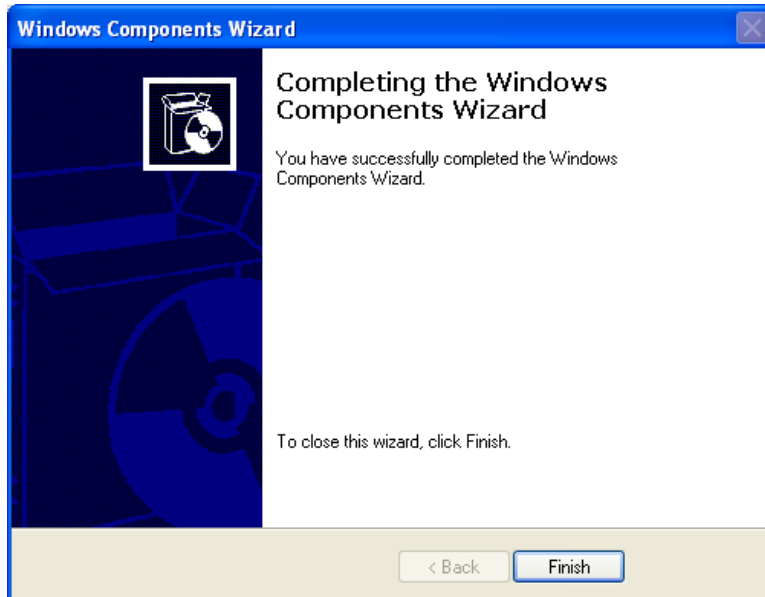 Windows Components Wizard
Completing the Windows
Components Wizard
You have successfully completed the Windows
Components Wizard.
To close this wizard, click Finish.
< Back
Finish